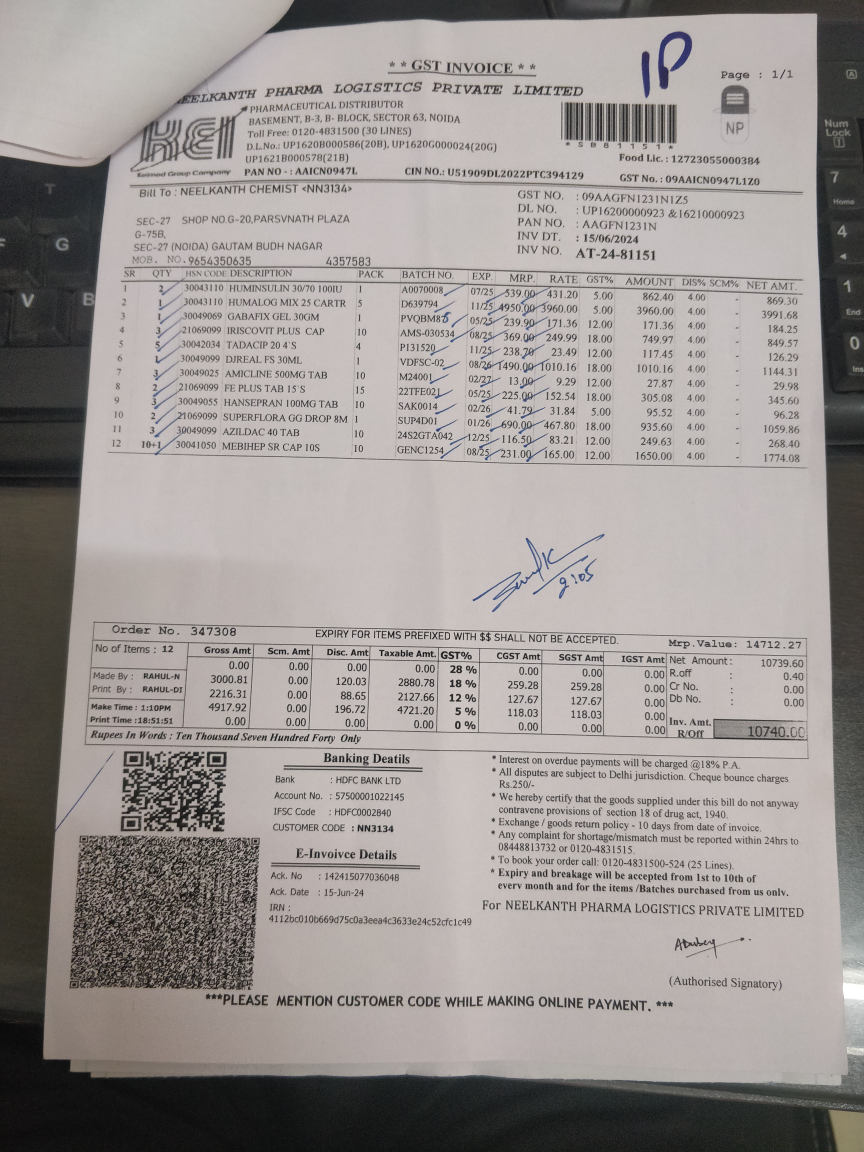 * * GST INVOICE * *
IP
Page : 1/1
NEELKANTH PHARMA LOGISTICS PRIVATE LIMITED
KEI
Keimed Group Company
PHARMACEUTICAL DISTRIBUTOR
BASEMENT, B-3, B- BLOCK, SECTOR 63, NOIDA
Toll Free: 0120-4831500 (30 LINES)
D.L.No.: UP1620B000586(20B), UP1620G000024(20G)
UP1621B000578(21B)
PAN NO - : AAICN0947L
CIN NO.: U51909DL2022PTC394129
* S B 8 1 1 5 1 *
NP
Food Lic. : 12723055000384
GST No. : 09AAICN0947L1Z0
Bill To : NEELKANTH CHEMIST <NN3134>
SEC-27 SHOP NO.G-20,PARSVNATH PLAZA
G-75B,
SEC-27 (NOIDA) GAUTAM BUDH NAGAR
MOB. NO. 9654350635 4357583
GST NO. : 09AAGFN1231N1Z5
DL NO. : UP16200000923 &16210000923
PAN NO. : AAGFN1231N
INV DT. : 15/06/2024
INV NO. AT-24-81151
SR QTY HSN CODE DESCRIPTION PACK BATCH NO. EXP. MRP. RATE GST% AMOUNT DIS% SCM% NET AMT.
1 2 30043110 HUMINSULIN 30/70 100IU 1 A0070008 07/25 539.00 431.20 5.00 862.40 4.00 - 869.30
2 1 30043110 HUMALOG MIX 25 CARTR 5 D639794 11/25 4950.00 3960.00 5.00 3960.00 4.00 - 3991.68
3 1 30049069 GABAFIX GEL 30GM 1 PVQBM875 05/25 239.90 171.36 12.00 171.36 4.00 - 184.25
4 3 21069099 IRISCOVIT PLUS CAP 10 AMS-030534 08/25 369.00 249.99 18.00 749.97 4.00 - 849.57
5 5 30042034 TADACIP 20 4`S 4 P131520 11/25 238.70 23.49 12.00 117.45 4.00 - 126.29
6 1 30049099 DJREAL FS 30ML 1 VDFSC-02 08/26 1490.00 1010.16 18.00 1010.16 4.00 - 1144.31
7 3 30049025 AMICLINE 500MG TAB 10 M24001 02/27 13.00 9.29 12.00 27.87 4.00 - 29.98
8 2 21069099 FE PLUS TAB 15`S 15 22TFE021 05/25 225.00 152.54 18.00 305.08 4.00 - 345.60
9 3 30049055 HANSEPRAN 100MG TAB 10 SAK0014 02/26 41.79 31.84 5.00 95.52 4.00 - 96.28
10 2 21069099 SUPERFLORA GG DROP 8M 1 SUP4D01 01/26 690.00 467.80 18.00 935.60 4.00 - 1059.86
11 3 30049099 AZILDAC 40 TAB 10 24S2GTA042 12/25 116.50 83.21 12.00 249.63 4.00 - 268.40
12 10+1 30041050 MEBIHEP SR CAP 10S 10 GENC1254 08/25 231.00 165.00 12.00 1650.00 4.00 - 1774.08
2:05
Order No. 347308
EXPIRY FOR ITEMS PREFIXED WITH $$ SHALL NOT BE ACCEPTED.
Mrp.Value: 14712.27
No of Items : 12
Made By : RAHUL-N
Print By : RAHUL-DI
Make Time : 1:10PM
Print Time :18:51:51
Gross Amt Scm. Amt Disc. Amt Taxable Amt. GST% CGST Amt SGST Amt IGST Amt
0.00 0.00 0.00 0.00 28 % 0.00 0.00 0.00
3000.81 0.00 120.03 2880.78 18 % 259.28 259.28 0.00
2216.31 0.00 88.65 2127.66 12 % 127.67 127.67 0.00
4917.92 0.00 196.72 4721.20 5 % 118.03 118.03 0.00
0.00 0.00 0.00 0.00 0 % 0.00 0.00 0.00
Net Amount : 10739.60
R.off : 0.40
Cr No. : 0.00
Db No. : 0.00
Inv. Amt. R/Off 10740.00
Rupees In Words : Ten Thousand Seven Hundred Forty Only
Banking Deatils
Bank : HDFC BANK LTD
Account No. : 57500001022145
IFSC Code : HDFC0002840
CUSTOMER CODE : NN3134
E-Invoivce Details
Ack. No : 142415077036048
Ack. Date : 15-Jun-24
IRN :
4112bc010b669d75c0a3eea4c3633e24c52cfc1c49
* Interest on overdue payments will be charged @18% P.A.
* All disputes are subject to Delhi jurisdiction. Cheque bounce charges
Rs.250/-
* We hereby certify that the goods supplied under this bill do not anyway
contravene provisions of section 18 of drug act, 1940.
* Exchange / goods return policy - 10 days from date of invoice.
* Any complaint for shortage/mismatch must be reported within 24hrs to
08448813732 or 0120-4831515.
* To book your order call: 0120-4831500-524 (25 Lines).
* Expiry and breakage will be accepted from 1st to 10th of
every month and for the items /Batches purchased from us only.
For NEELKANTH PHARMA LOGISTICS PRIVATE LIMITED
(Authorised Signatory)
***PLEASE MENTION CUSTOMER CODE WHILE MAKING ONLINE PAYMENT. ***
T
F
G
V
B
Num
Lock
7
Home
4
1
End
0
Ins